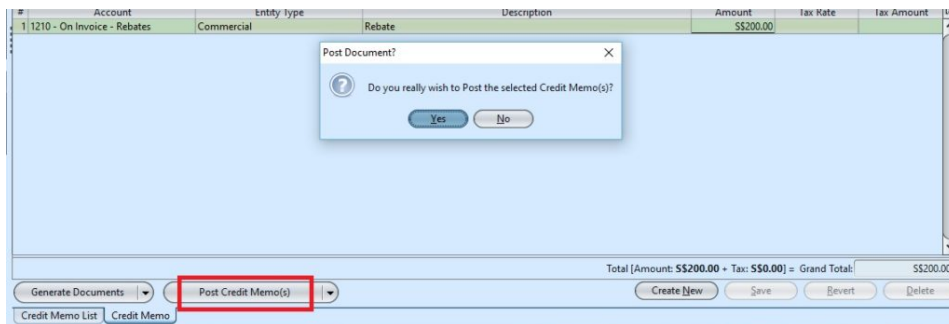 # Account Entity Type Description Amount Tax Rate Tax Amount
1 1210 - On Invoice - Rebates Commercial Rebate S$200.00
Post Document?
Do you really wish to Post the selected Credit Memo(s)?
Yes No
Total [Amount: S$200.00 + Tax: S$0.00] = Grand Total: S$200.00
Generate Documents Post Credit Memo(s) Create New Save Revert Delete
Credit Memo List Credit Memo